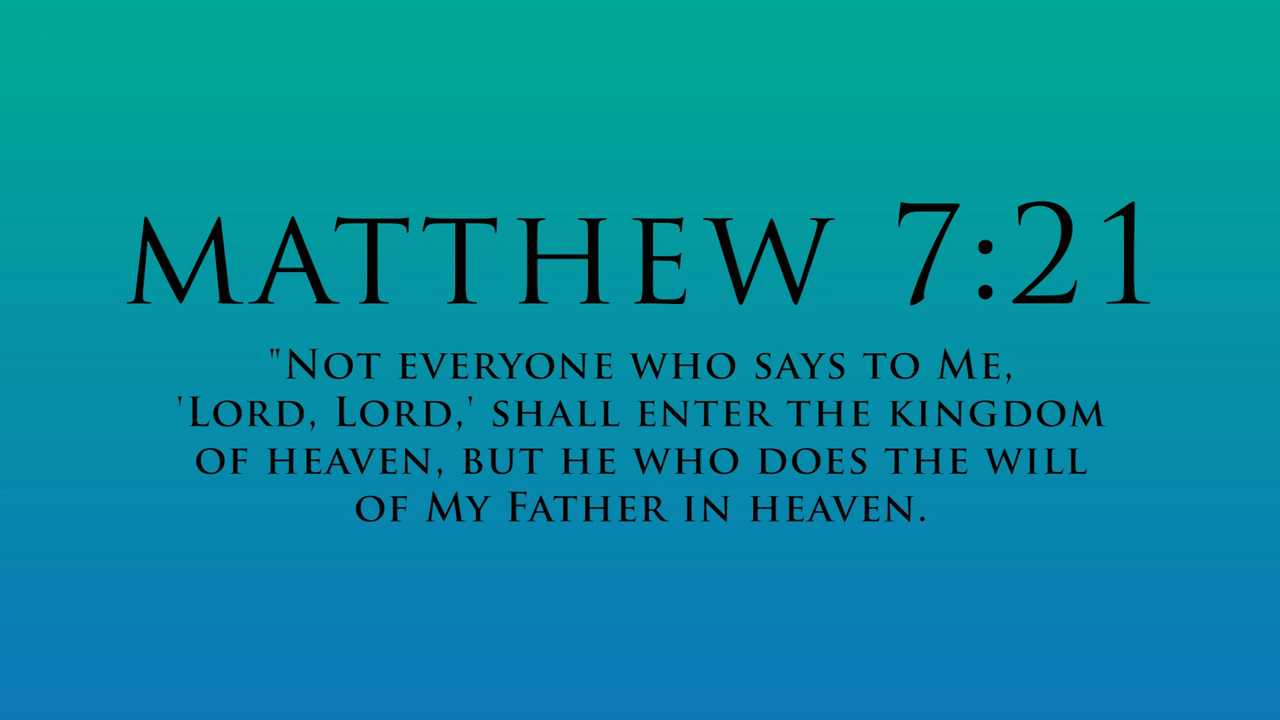 MATTHEW 7:21
"Not everyone who says to Me,
'Lord, Lord,' shall enter the kingdom
of heaven, but he who does the will
of My Father in heaven.